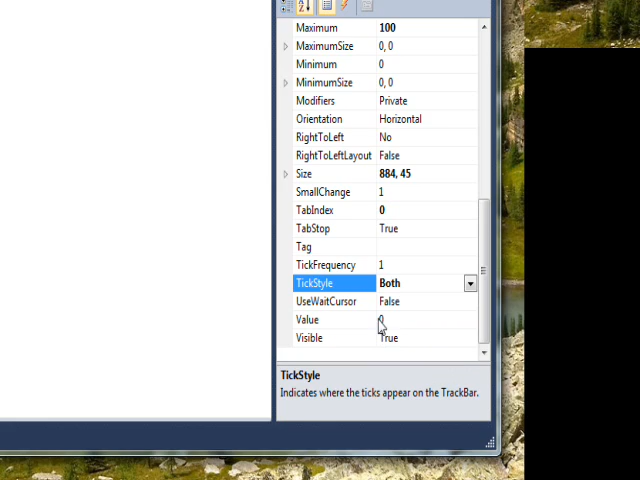 Maximum 100
MaximumSize 0, 0
Minimum 0
MinimumSize 0, 0
Modifiers Private
Orientation Horizontal
RightToLeft No
RightToLeftLayout False
Size 884, 45
SmallChange 1
TabIndex 0
TabStop True
Tag
TickFrequency 1
TickStyle Both
UseWaitCursor False
Value 0
Visible True
TickStyle
Indicates where the ticks appear on the TrackBar.